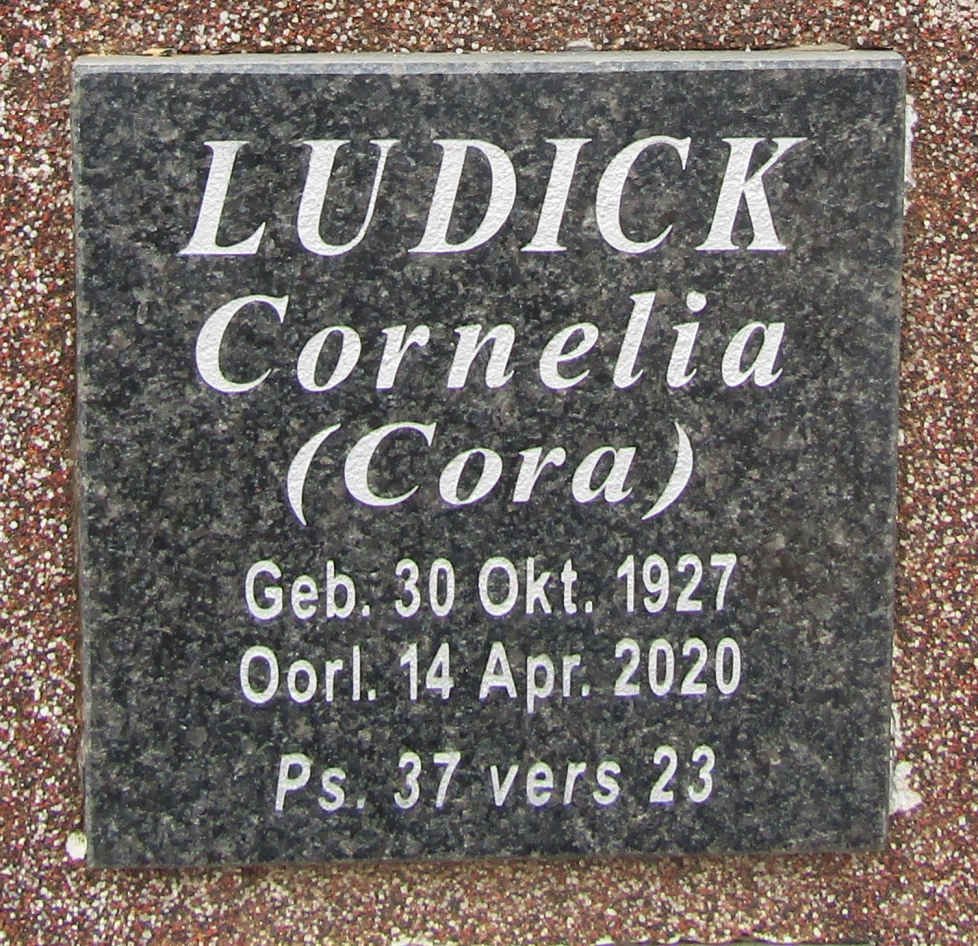 LUDICK
Cornelia
(Cora)
Geb. 30 Okt. 1927
Oorl. 14 Apr. 2020
Ps. 37 vers 23